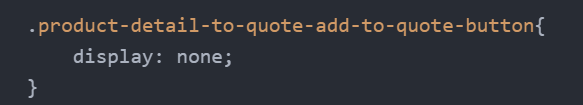 .product-detail-to-quote-add-to-quote-button{
    display: none;
}